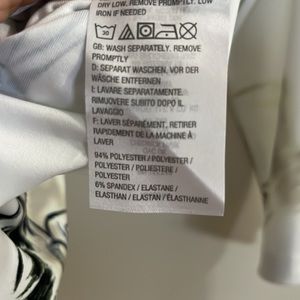 DRY LOW. REMOVE PROMPTLY. LOW
IRON IF NEEDED
30
GB: WASH SEPARATELY. REMOVE
PROMPTLY
D: SEPARAT WASCHEN, VOR DER
WÄSCHE ENTFERNEN
I: LAVARE SEPARATAMENTE.
RIMUOVERE SUBITO DOPO IL
LAVAGGIO
F: LAVER SÉPARÉMENT, RETIRER
RAPIDEMENT DE LA MACHINE À
LAVER
94% POLYESTER / POLYESTER /
POLYESTER / POLIESTERE /
POLYESTER
6% SPANDEX / ELASTANE /
ELASTHAN / ELASTAN / ÉLASTHANNE